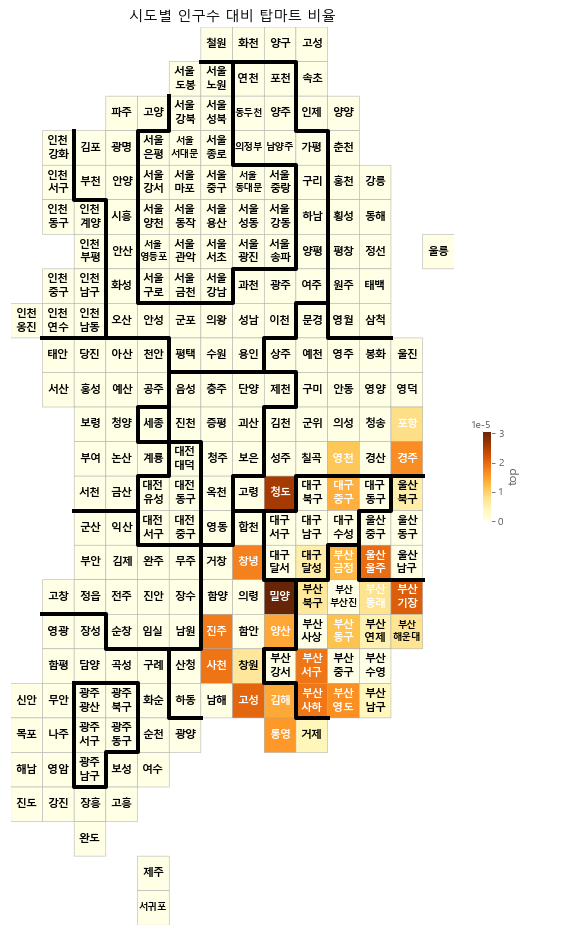 시도별 인구수 대비 탑마트 비율
철원 화천 양구 고성
서울 서울 연천 포천 속초
도봉 노원
파주 고양 서울 서울 동두천 양주 인제 양양
강북 성북
인천 김포 광명 서울 서울 서울 의정부 남양주 가평 춘천
강화 은평 서대문 종로
인천 부천 안양 서울 서울 서울 서울 서울 구리 홍천 강릉
서구 강서 마포 중구 동대문 중랑
인천 인천 시흥 서울 서울 서울 서울 서울 하남 횡성 동해
동구 계양 양천 동작 용산 성동 강동
인천 안산 서울 서울 서울 서울 서울 양평 평창 정선 울릉
부평 영등포 관악 서초 광진 송파
인천 인천 화성 서울 서울 서울 과천 광주 여주 원주 태백
중구 남구 구로 금천 강남
인천 인천 인천 오산 안성 군포 의왕 성남 이천 문경 영월 삼척
옹진 연수 남동
태안 당진 아산 천안 평택 수원 용인 상주 예천 영주 봉화 울진
서산 홍성 예산 공주 음성 충주 단양 제천 구미 안동 영양 영덕
보령 청양 세종 진천 증평 괴산 김천 군위 의성 청송 포항
부여 논산 계룡 대전 청주 보은 성주 칠곡 영천 경산 경주
대덕
서천 금산 대전 대전 옥천 고령 청도 대구 대구 대구 울산
유성 동구 북구 중구 동구 북구
군산 익산 대전 대전 영동 합천 대구 대구 대구 울산 울산
서구 중구 서구 남구 수성 중구 동구
부안 김제 완주 무주 거창 창녕 대구 대구 부산 울산 울산
달서 달성 금정 울주 남구
고창 정읍 전주 진안 장수 함양 의령 밀양 부산 부산 부산 부산
북구 부산진 동래 기장
영광 장성 순창 임실 남원 진주 함안 양산 부산 부산 부산 부산
사상 동구 연제 해운대
함평 담양 곡성 구례 산청 사천 창원 부산 부산 부산 부산
강서 서구 중구 수영
신안 무안 광주 광주 화순 하동 남해 고성 김해 부산 부산 부산
광산 북구 사하 영도 남구
목포 나주 광주 광주 순천 광양 통영 거제
서구 동구
해남 영암 광주 보성 여수
남구
진도 강진 장흥 고흥
완도
제주
서귀포
1e-5
3
2
1
0
top